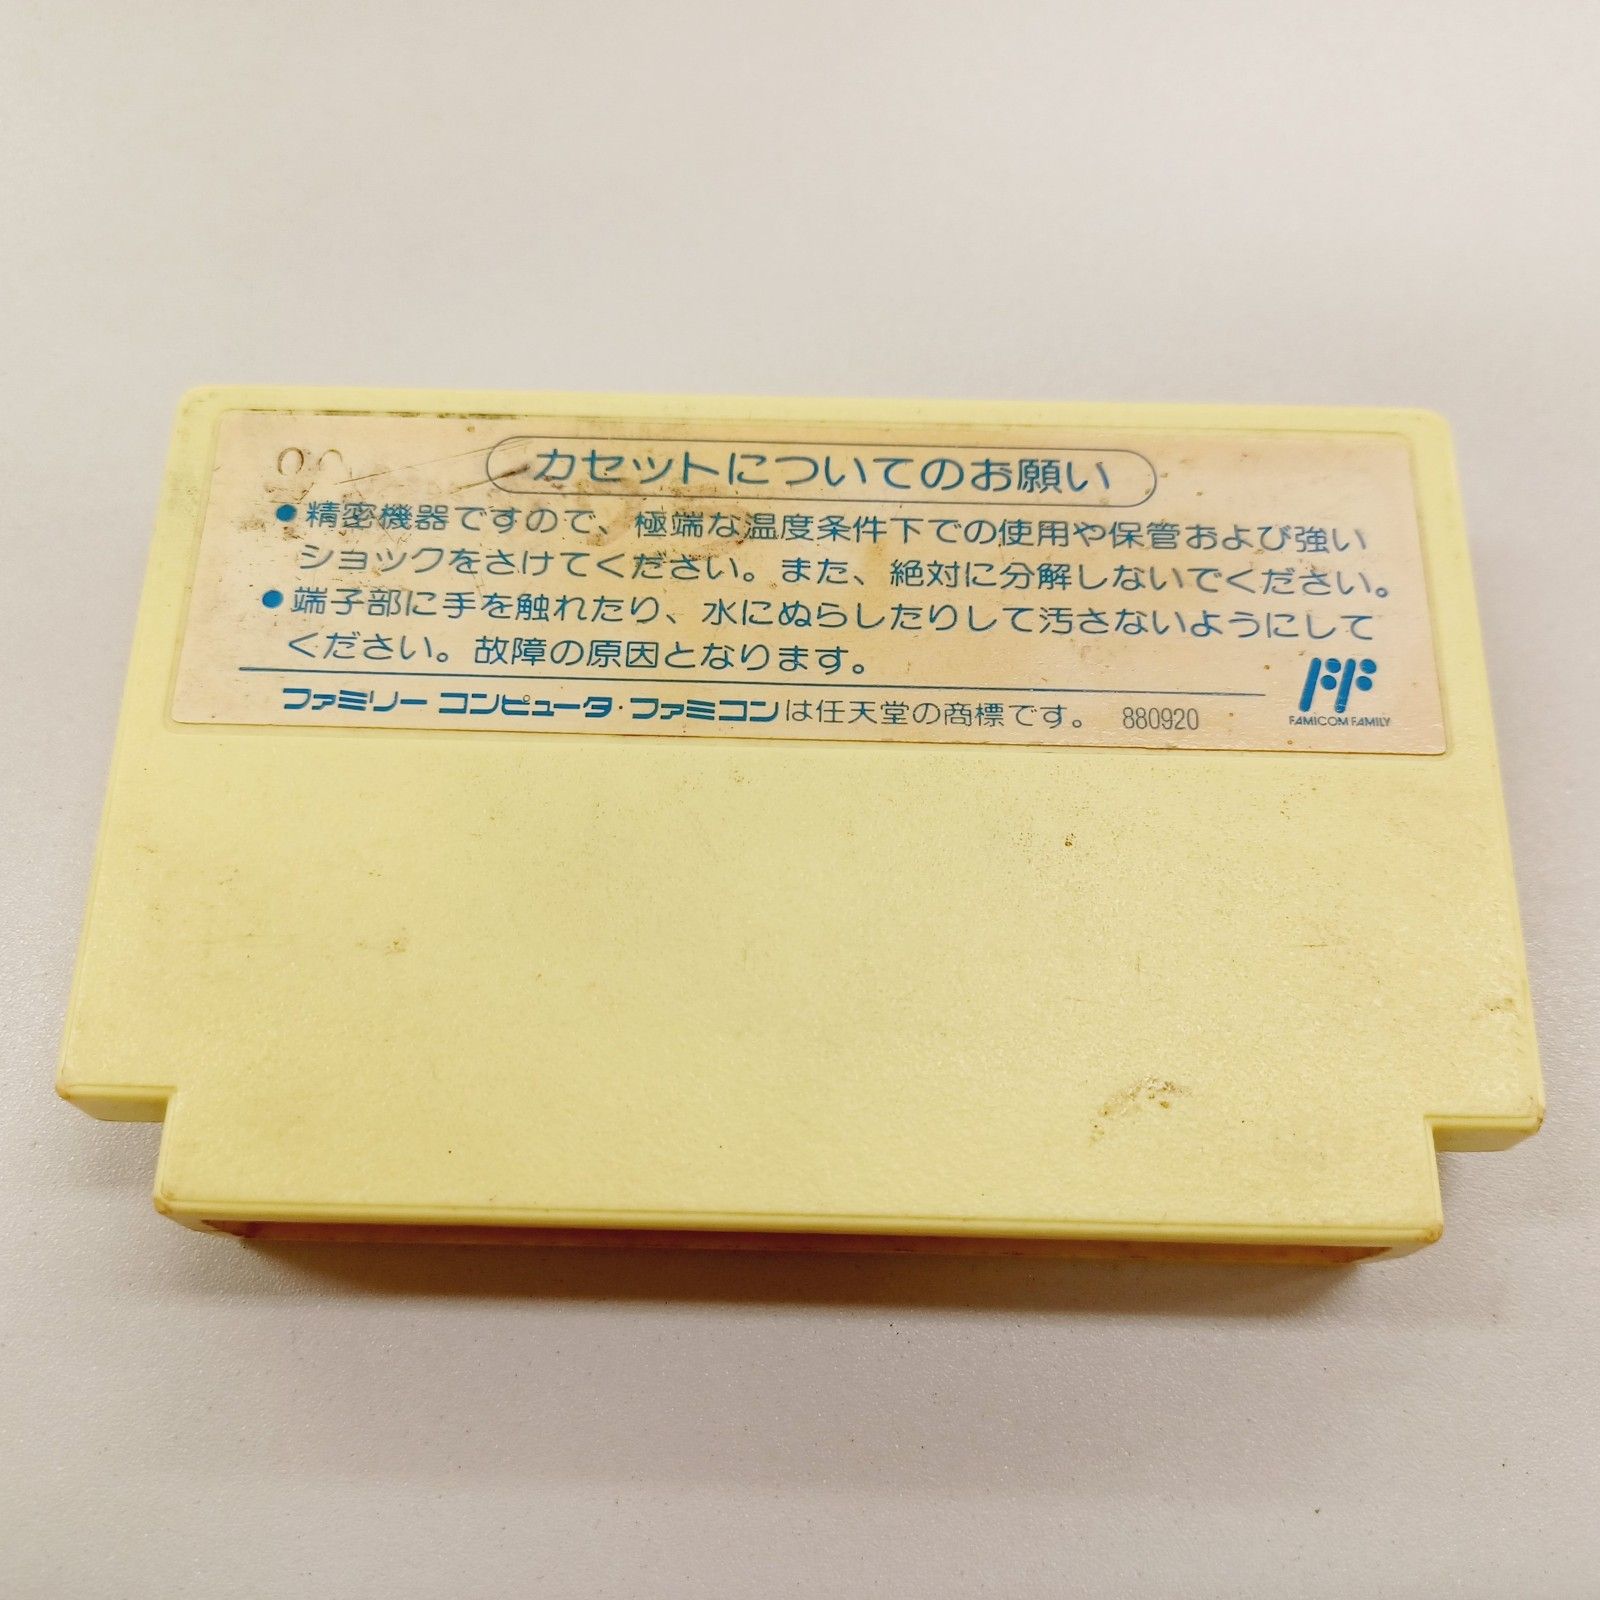 カセットについてのお願い
●精密機器ですので、極端な温度条件下での使用や保管および強い
ショックをさけてください。また、絶対に分解しないでください。
●端子部に手を触れたり、水にぬらしたりして汚さないようにして
ください。故障の原因となります。
ファミリー コンピュータ・ファミコンは任天堂の商標です。 880920
FAMICOM FAMILY